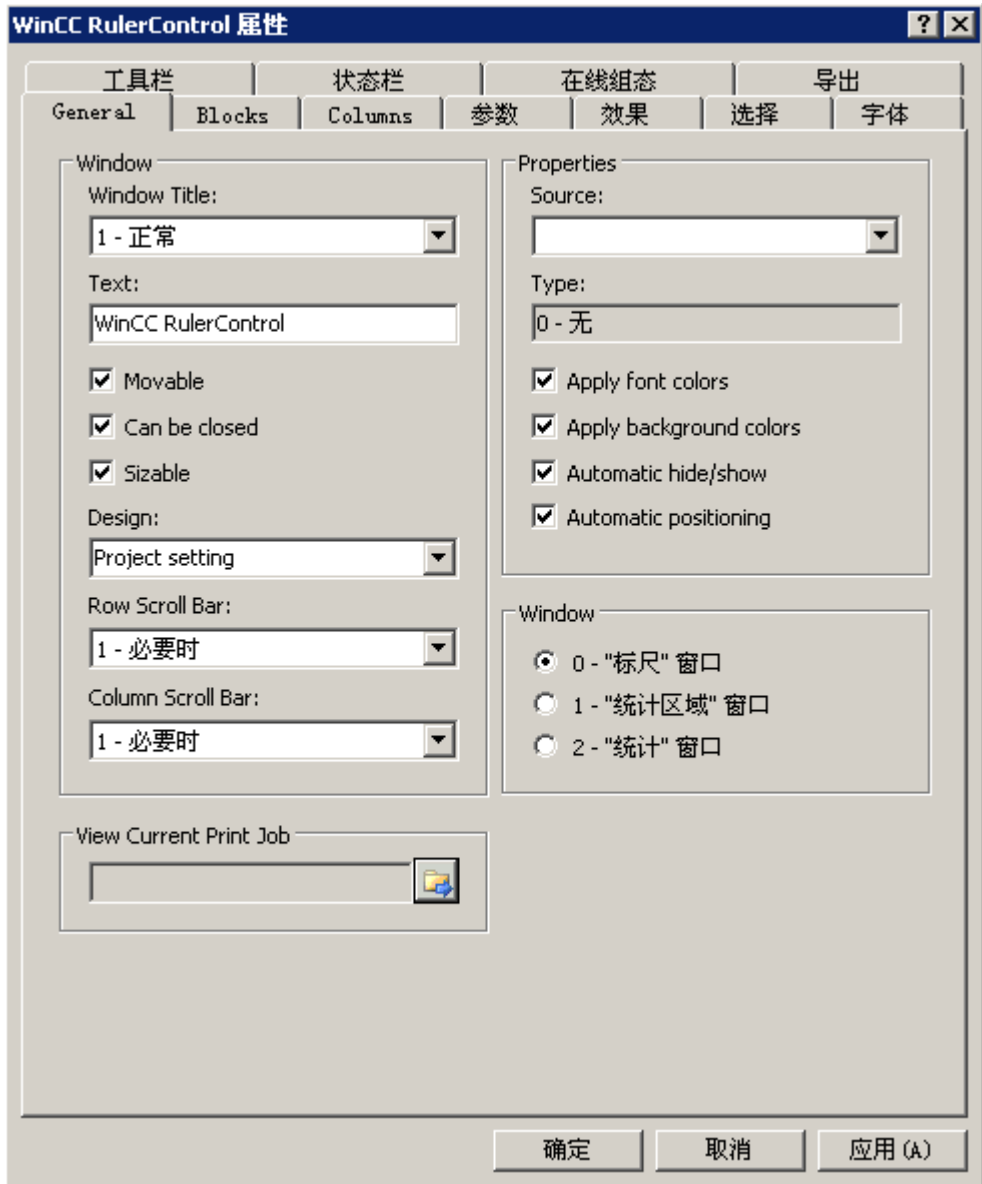 WinCC RulerControl 属性
工具栏 状态栏 在线组态 导出
General Blocks Columns 参数 效果 选择 字体
Window
Window Title:
1 - 正常
Text:
WinCC RulerControl
Movable
Can be closed
Sizable
Design:
Project setting
Row Scroll Bar:
1 - 必要时
Column Scroll Bar:
1 - 必要时
View Current Print Job
Properties
Source:
Type:
0 - 无
Apply font colors
Apply background colors
Automatic hide/show
Automatic positioning
Window
0 - "标尺" 窗口
1 - "统计区域" 窗口
2 - "统计" 窗口
确定 取消 应用(A)